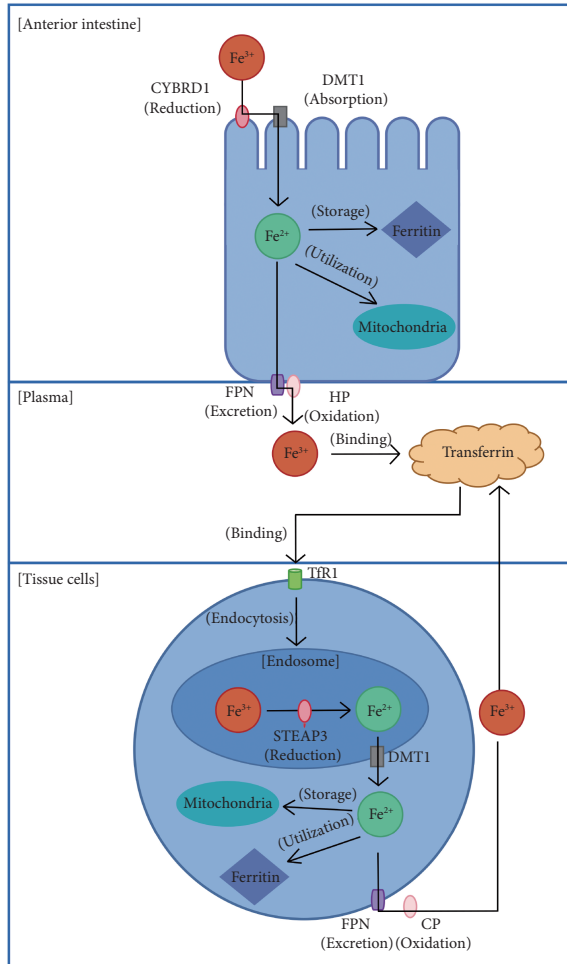 [Anterior intestine]
Fe3+
CYBRD1
(Reduction)
DMT1
(Absorption)
Fe2+
(Storage)
Ferritin
(Utilization)
Mitochondria
[Plasma]
FPN
(Excretion)
HP
(Oxidation)
Fe3+
(Binding)
Transferrin
(Binding)
[Tissue cells]
TfR1
(Endocytosis)
[Endosome]
Fe3+
Fe2+
STEAP3
(Reduction)
DMT1
Fe3+
Mitochondria
(Storage)
Fe2+
(Utilization)
Ferritin
FPN
(Excretion)
CP
(Oxidation)